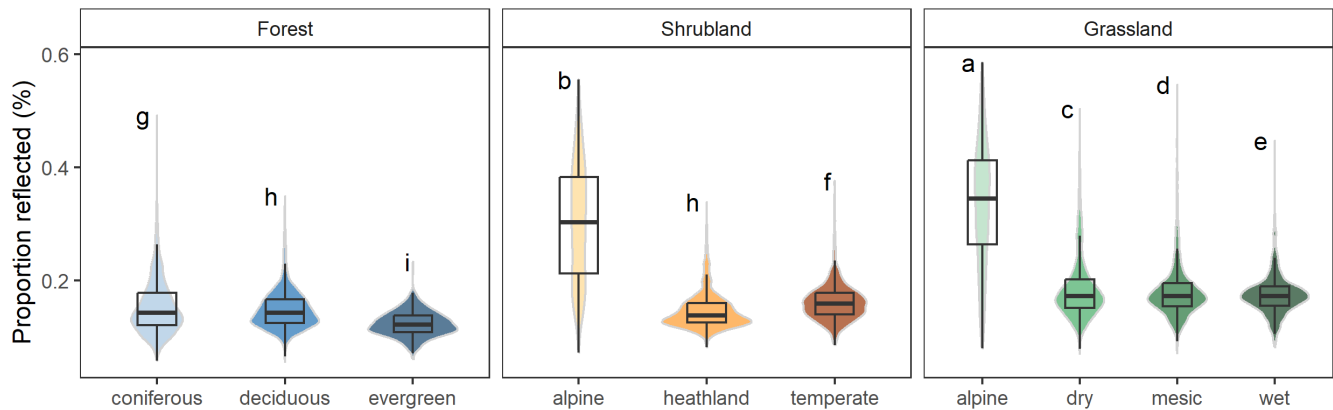 Forest Shrubland Grassland
Proportion reflected (%)
0.6
0.4
0.2
g h i
b h f
a c d e
coniferous deciduous evergreen alpine heathland temperate alpine dry mesic wet